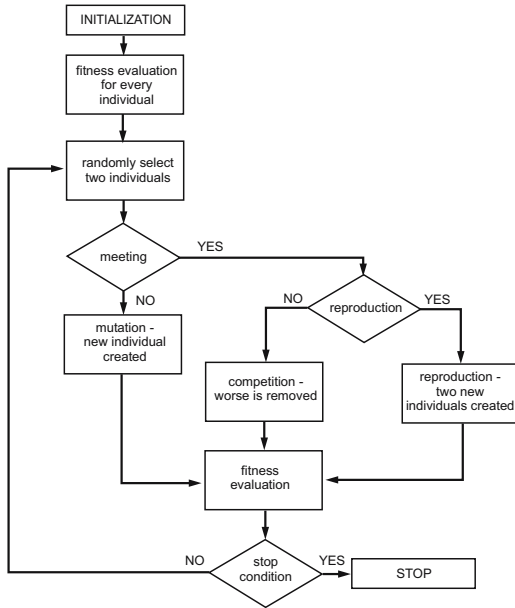 INITIALIZATION
fitness evaluation
for every
individual
randomly select
two individuals
meeting
YES
NO
reproduction
NO
YES
mutation -
new individual
created
competition -
worse is removed
reproduction -
two new
individuals created
fitness
evaluation
stop
condition
NO
YES
STOP